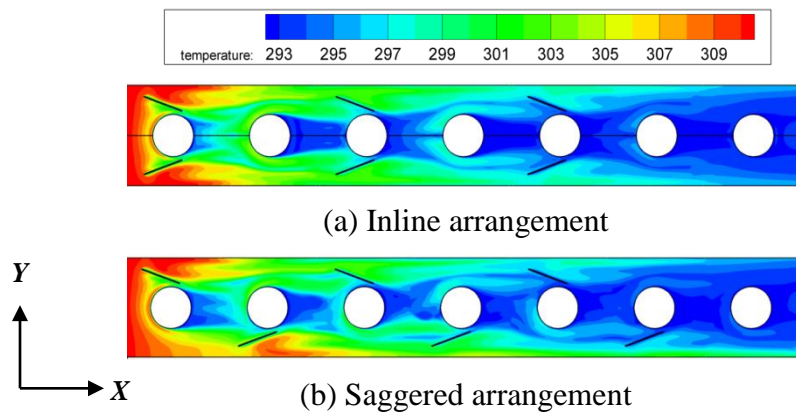 temperature: 293 295 297 299 301 303 305 307 309
(a) Inline arrangement
Y
X
(b) Saggered arrangement